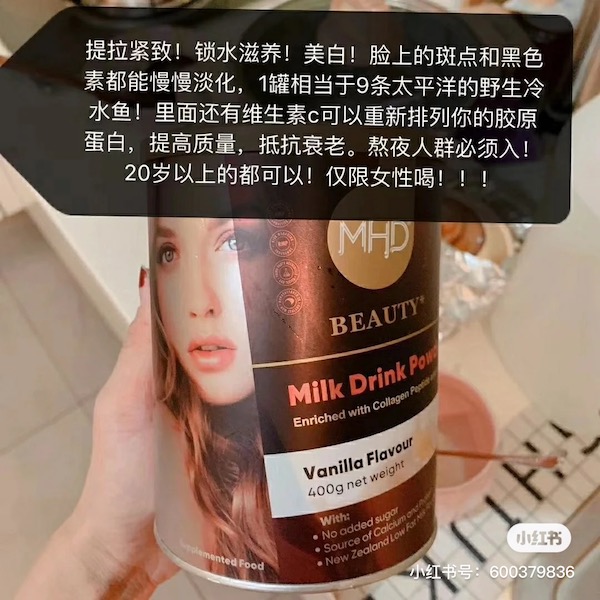 提拉紧致！锁水滋养！美白！脸上的斑点和黑色
素都能慢慢淡化，1罐相当于9条太平洋的野生冷
水鱼！里面还有维生素c可以重新排列你的胶原
蛋白，提高质量，抵抗衰老。熬夜人群必须入！
20岁以上的都可以！仅限女性喝！！！
MHD
BEAUTY+
Milk Drink
Enriched with Collagen Peptide
Vanilla Flavour
400g net weight
With:
• No added sugar
• Source of Calcium and
• New Zealand Low Fat
Supplemented Food
小红书
小红书号：600379836